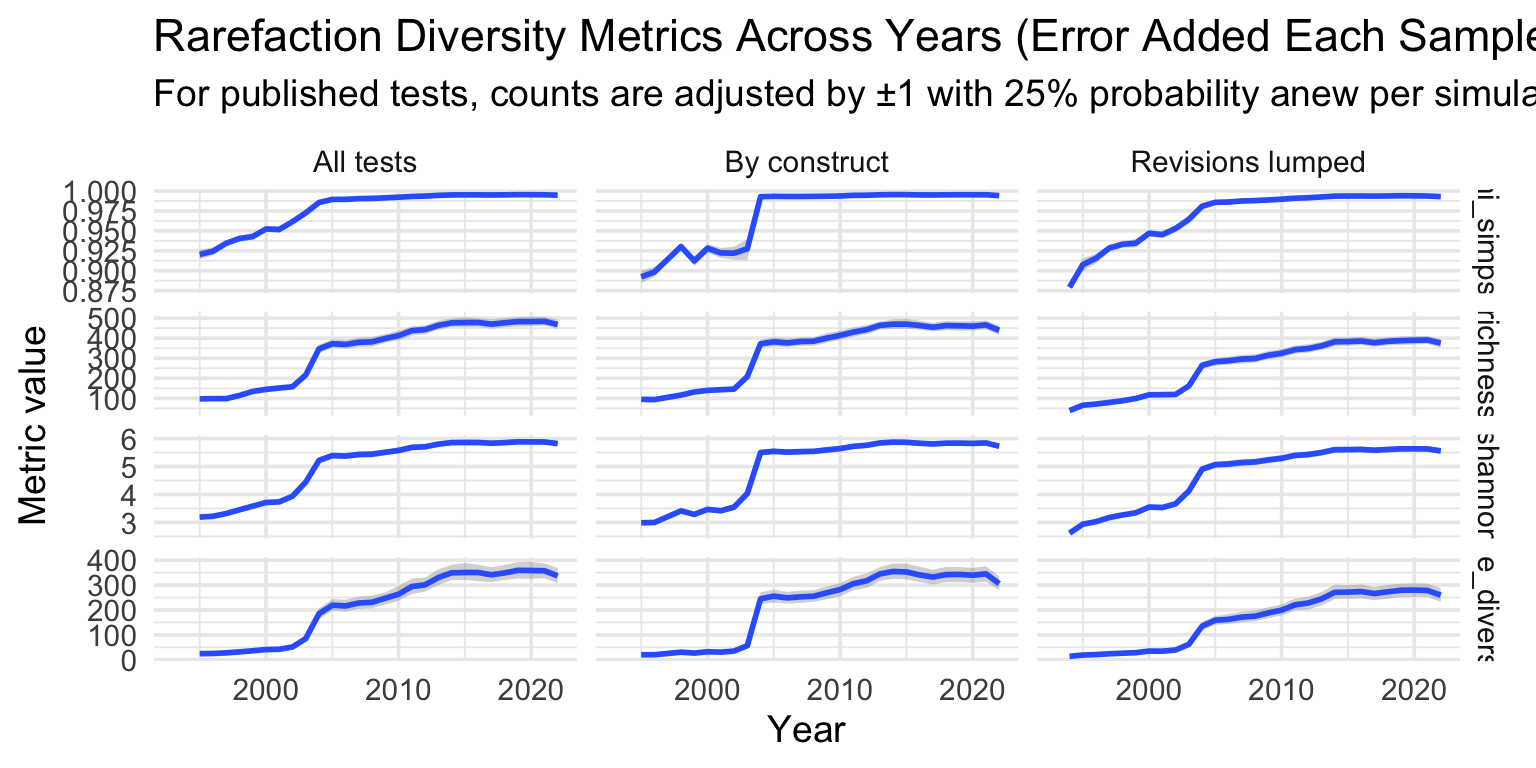 Rarefaction Diversity Metrics Across Years (Error Added Each Sample
For published tests, counts are adjusted by ±1 with 25% probability anew per simula
All tests
By construct
Revisions lumped
1.000
0.975
0.950
0.925
0.900
0.875
ni_simps
500
400
300
200
100
richness
6
5
4
3
shannor
400
300
200
100
0
e_divers
Metric value
2000
2010
2020
2000
2010
2020
2000
2010
2020
Year